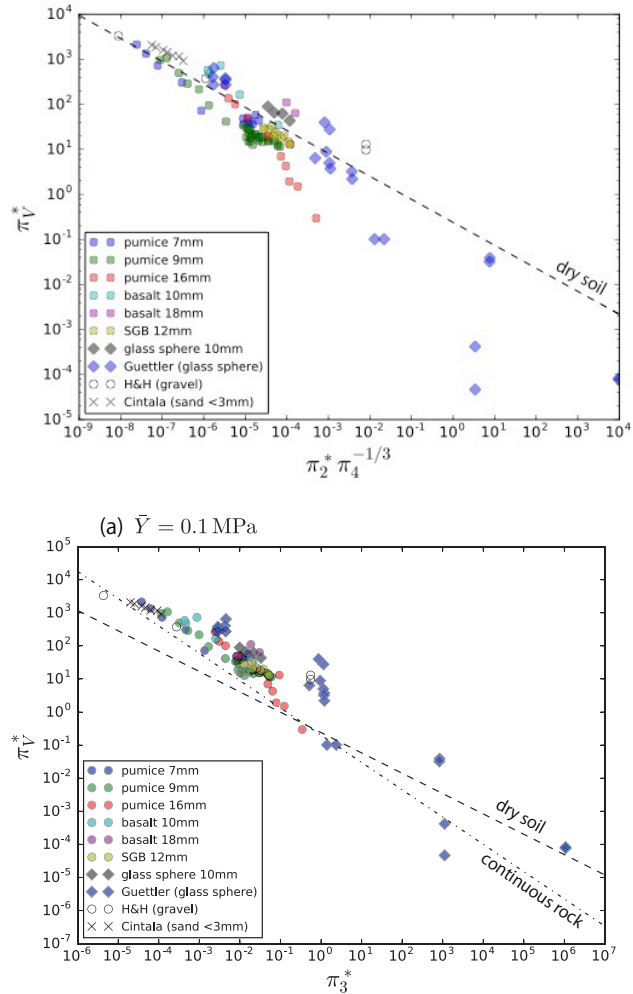 10^4
10^3
10^2
10^1
10^0
10^-1
10^-2
10^-3
10^-4
10^-5
π_V^*
pumice 7mm
pumice 9mm
pumice 16mm
basalt 10mm
basalt 18mm
SGB 12mm
glass sphere 10mm
Guettler (glass sphere)
H&H (gravel)
Cintala (sand <3mm)
dry soil
10^-9 10^-8 10^-7 10^-6 10^-5 10^-4 10^-3 10^-2 10^-1 10^0 10^1 10^2 10^3 10^4
π_2^* π_4^-1/3
(a) Ȳ = 0.1 MPa
10^5
10^4
10^3
10^2
10^1
10^0
10^-1
10^-2
10^-3
10^-4
10^-5
10^-6
10^-7
π_V^*
pumice 7mm
pumice 9mm
pumice 16mm
basalt 10mm
basalt 18mm
SGB 12mm
glass sphere 10mm
Guettler (glass sphere)
H&H (gravel)
Cintala (sand <3mm)
dry soil
continuous rock
10^-6 10^-5 10^-4 10^-3 10^-2 10^-1 10^0 10^1 10^2 10^3 10^4 10^5 10^6 10^7
π_3^*